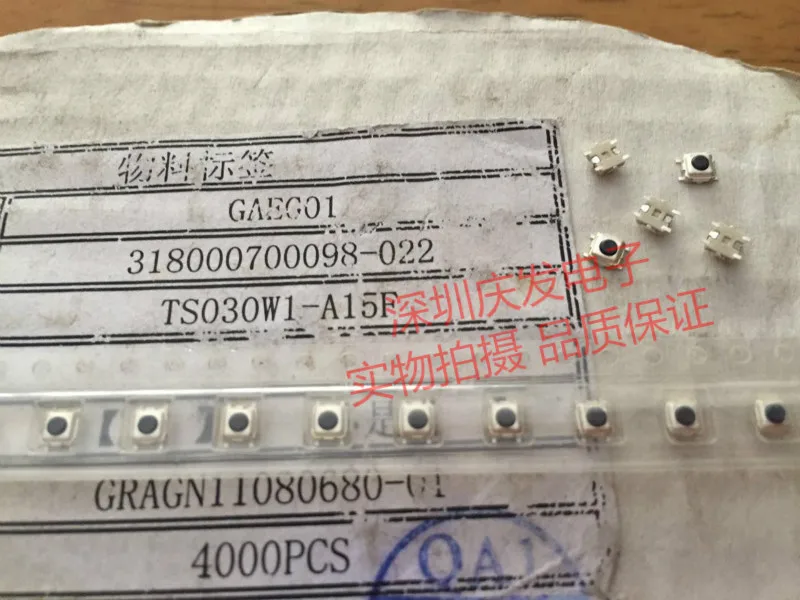 物料标签
GAEG01
318000700098-022
TS030W1-A15F
深圳庆发电子
实物拍摄 品质保证
GRAGN11080680-01
4000PCS
QA1